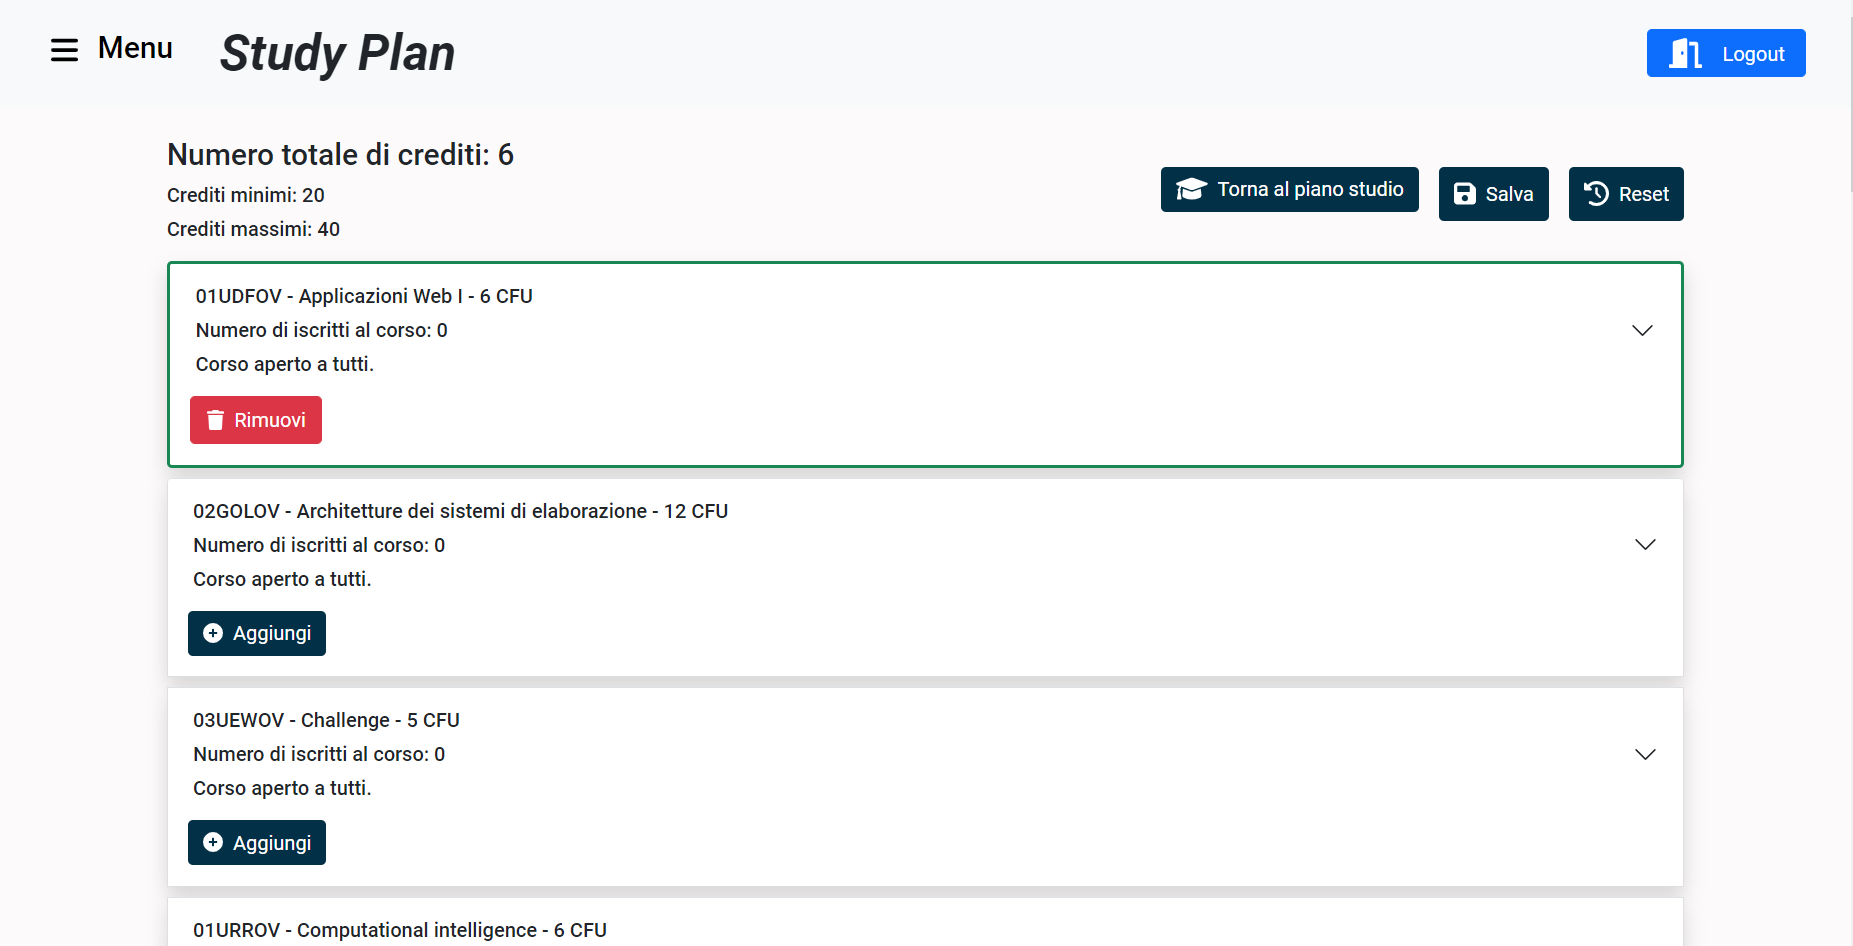 Menu
Study Plan
Logout
Numero totale di crediti: 6
Crediti minimi: 20
Crediti massimi: 40
Torna al piano studio
Salva
Reset
01UDFOV - Applicazioni Web I - 6 CFU
Numero di iscritti al corso: 0
Corso aperto a tutti.
Rimuovi
02GOLOV - Architetture dei sistemi di elaborazione - 12 CFU
Numero di iscritti al corso: 0
Corso aperto a tutti.
Aggiungi
03UEWOV - Challenge - 5 CFU
Numero di iscritti al corso: 0
Corso aperto a tutti.
Aggiungi
01URROV - Computational intelligence - 6 CFU